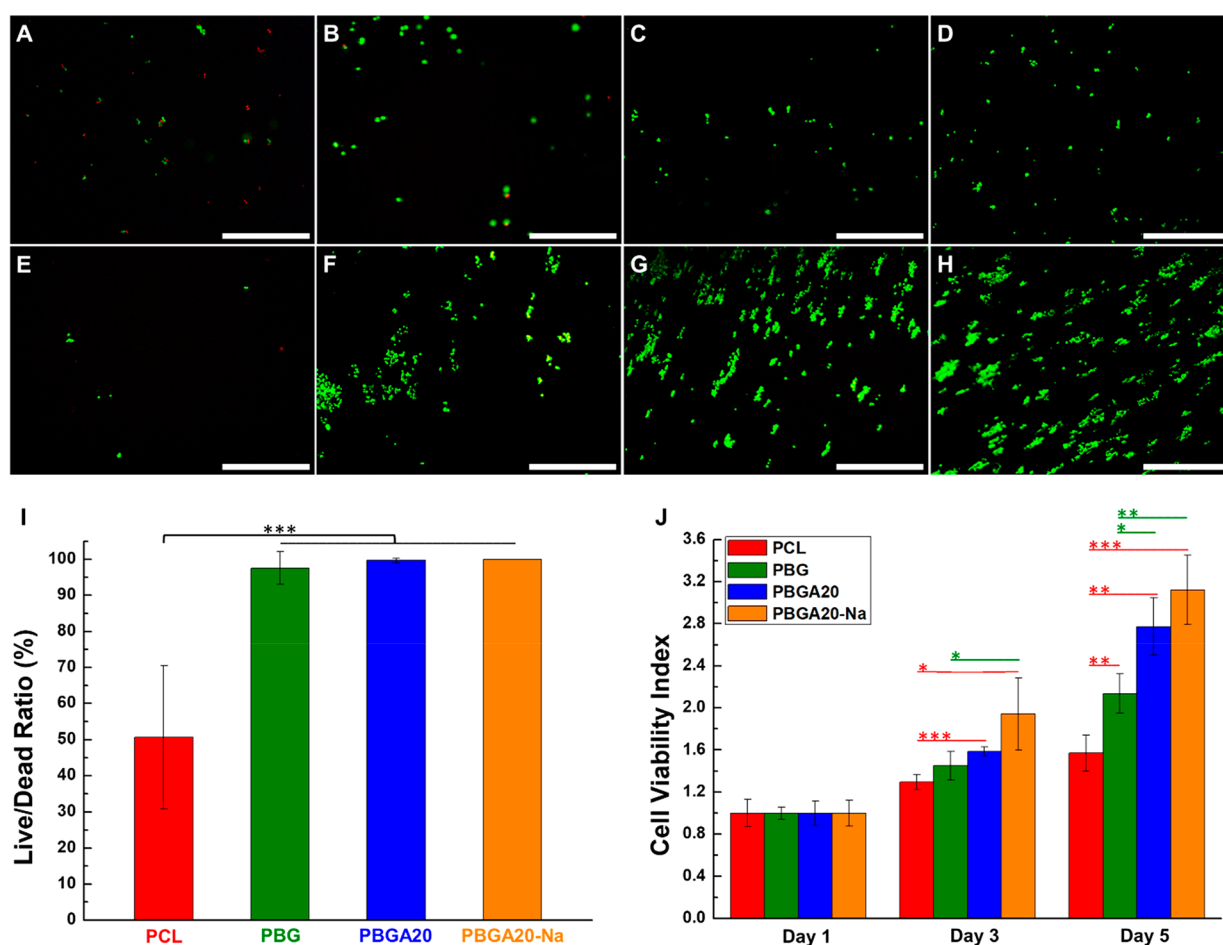 A
B
C
D
E
F
G
H
I
***
Live/Dead Ratio (%)
100
90
80
70
60
50
40
30
20
10
0
PCL
PBG
PBGA20
PBGA20-Na
J
PCL
PBG
PBGA20
PBGA20-Na
Cell Viability Index
3.6
3.2
2.8
2.4
2.0
1.6
1.2
0.8
0.4
0.0
*
*
***
**
*
***
**
**
Day 1
Day 3
Day 5